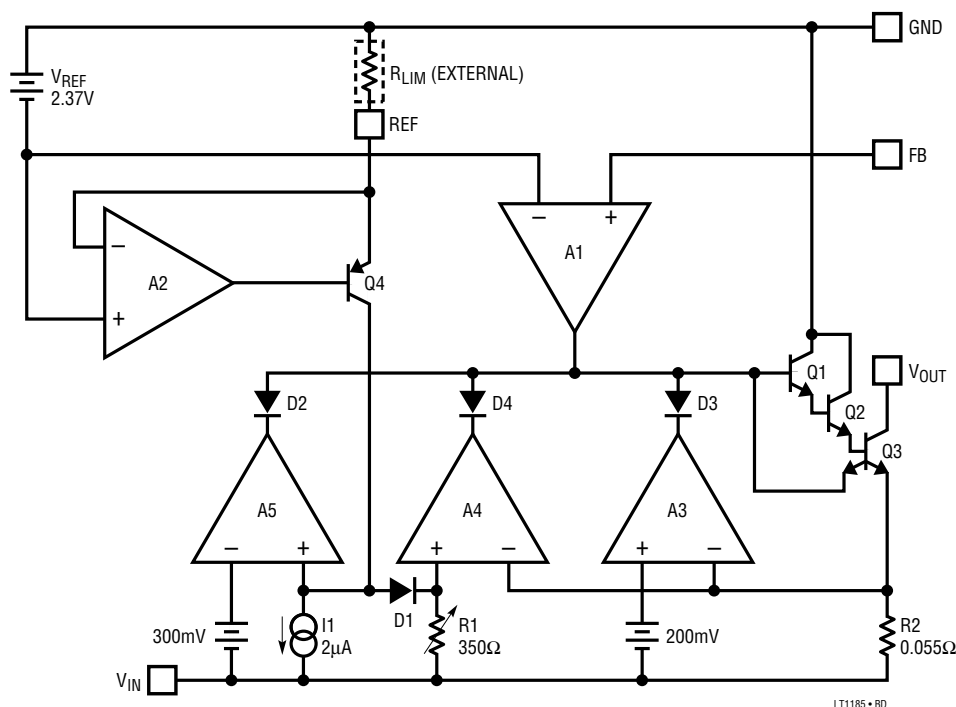 GND
V_REF
2.37V
R_LIM (EXTERNAL)
REF
FB
−
+
A1
−
A2
+
Q4
Q1
V_OUT
D2
D4
D3
Q2
Q3
A5
A4
A3
−
+
+
−
+
−
300mV
I1
2µA
D1
R1
350Ω
200mV
R2
0.055Ω
V_IN
LT1185 • BD